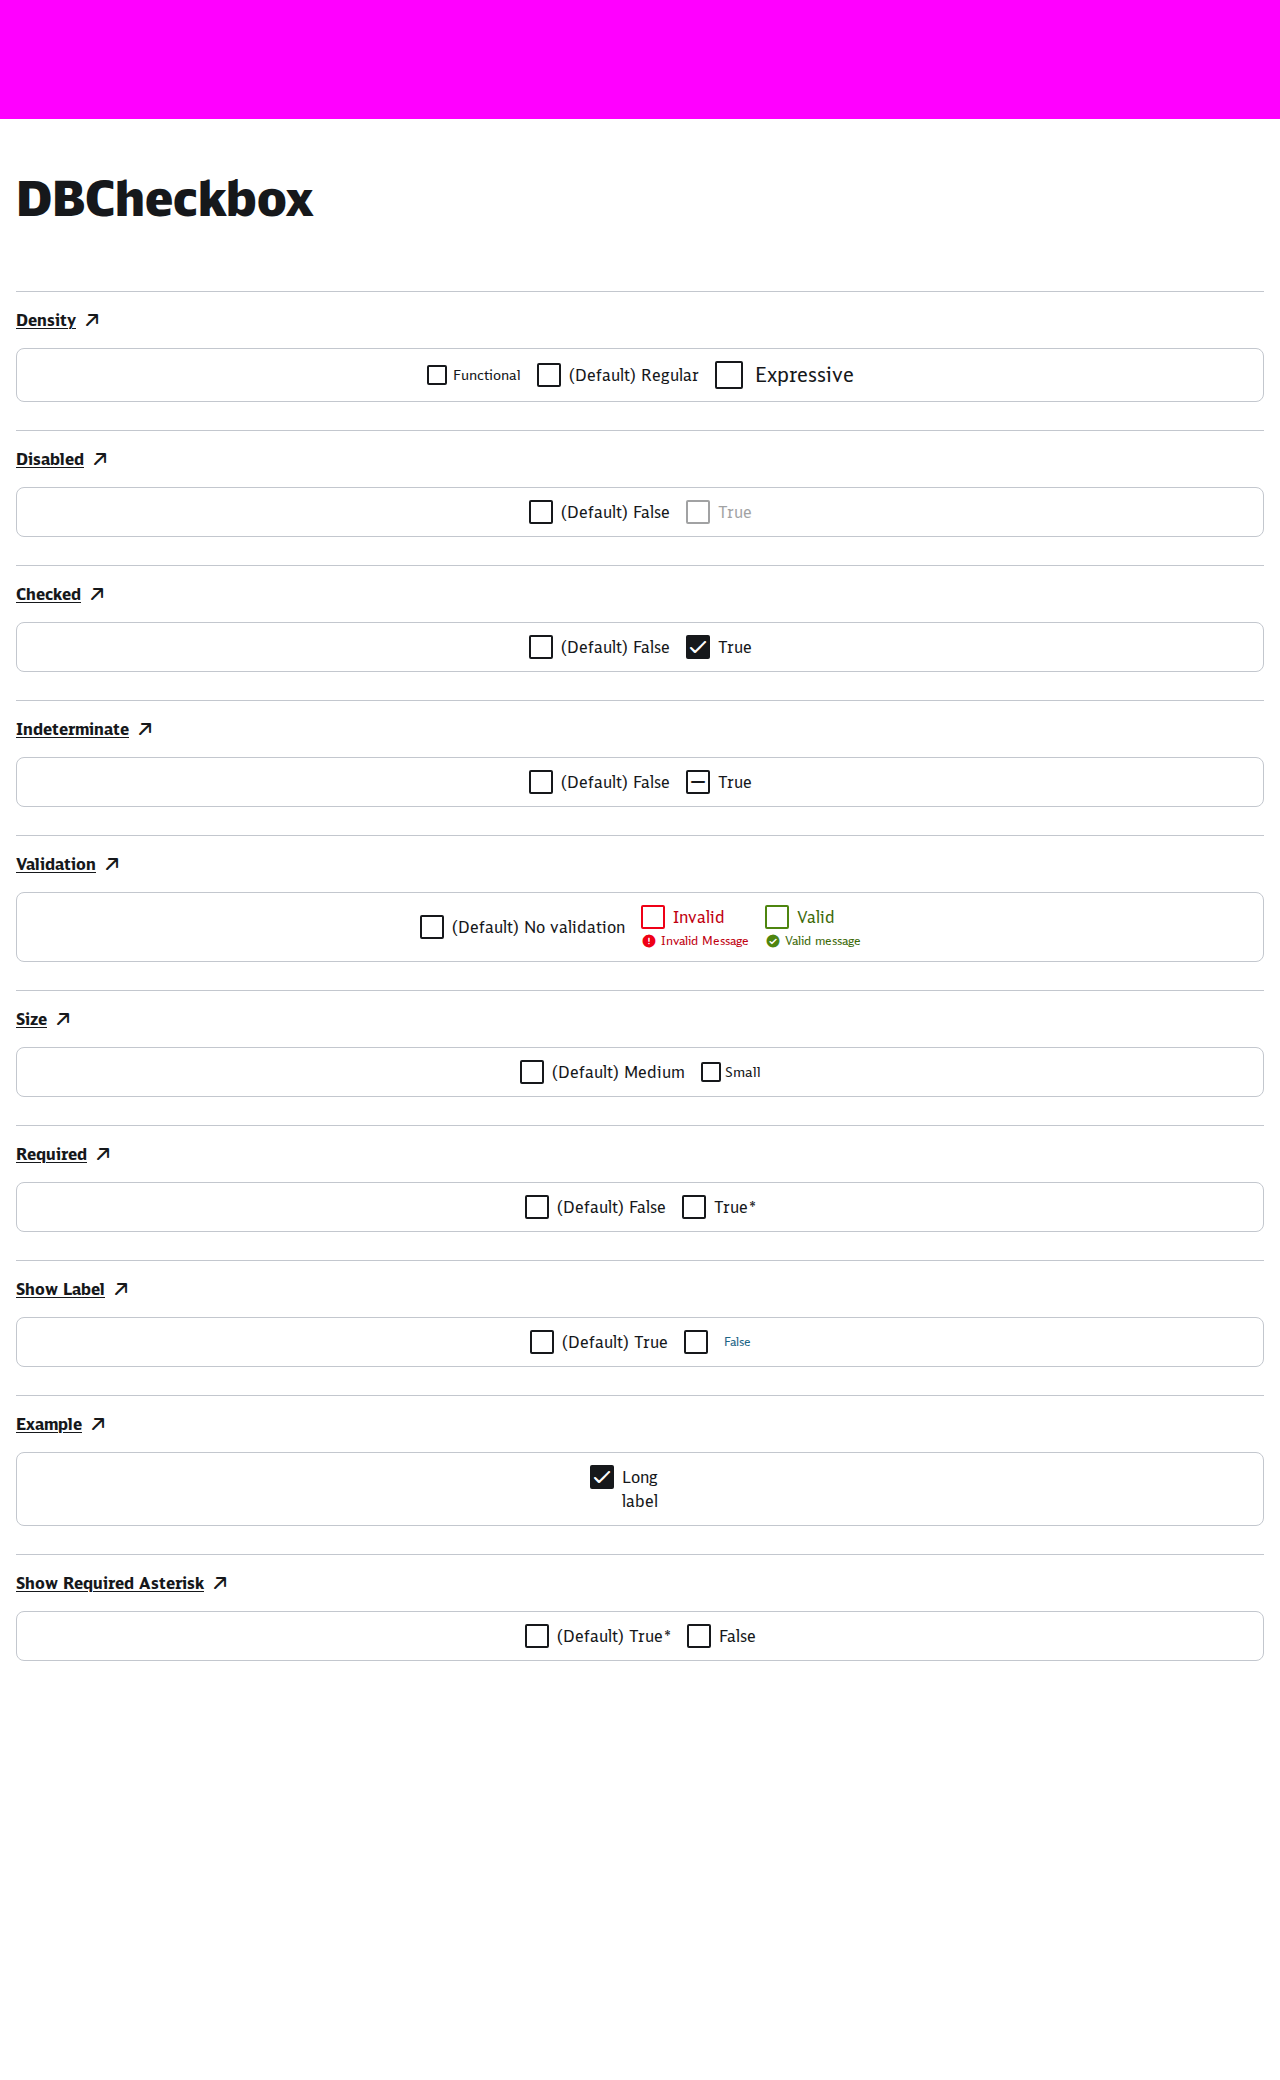 DBCheckbox
Density
Functional (Default) Regular Expressive
Disabled
(Default) False True
Checked
(Default) False True
Indeterminate
(Default) False True
Validation
(Default) No validation Invalid Valid
Invalid Message Valid message
Size
(Default) Medium Small
Required
(Default) False True*
Show Label
(Default) True False
Example
Long
label
Show Required Asterisk
(Default) True* False